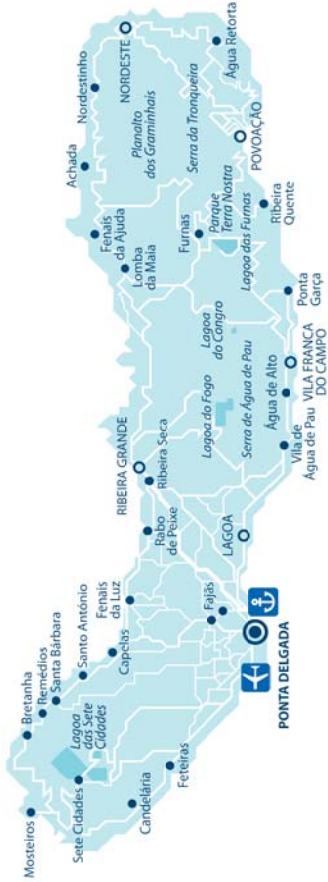 Mosteiros
Bretanha
Remédios
Santa Bárbara
Santo António
Capelas
Fenais
da Luz
Rabo
de Peixe
RIBEIRA GRANDE
Ribeira Seca
Lomba
da Maia
Fenais
da Ajuda
Achada
Nordestinho
NORDESTE
Água Retorta
Planalto
dos Graminhais
Serra da Tronqueira
POVOAÇÃO
Furnas
Parque
Terra Nostra
Lagoa das Furnas
Ribeira
Quente
Ponta
Garça
Lagoa
do Congro
Lagoa do Fogo
Serra de Água de Pau
VILA FRANCA
DO CAMPO
Água de Alto
Vila de
Água de Pau
LAGOA
Fajãs
PONTA DELGADA
Lagoa
das Sete
Cidades
Sete Cidades
Candelária
Feteiras